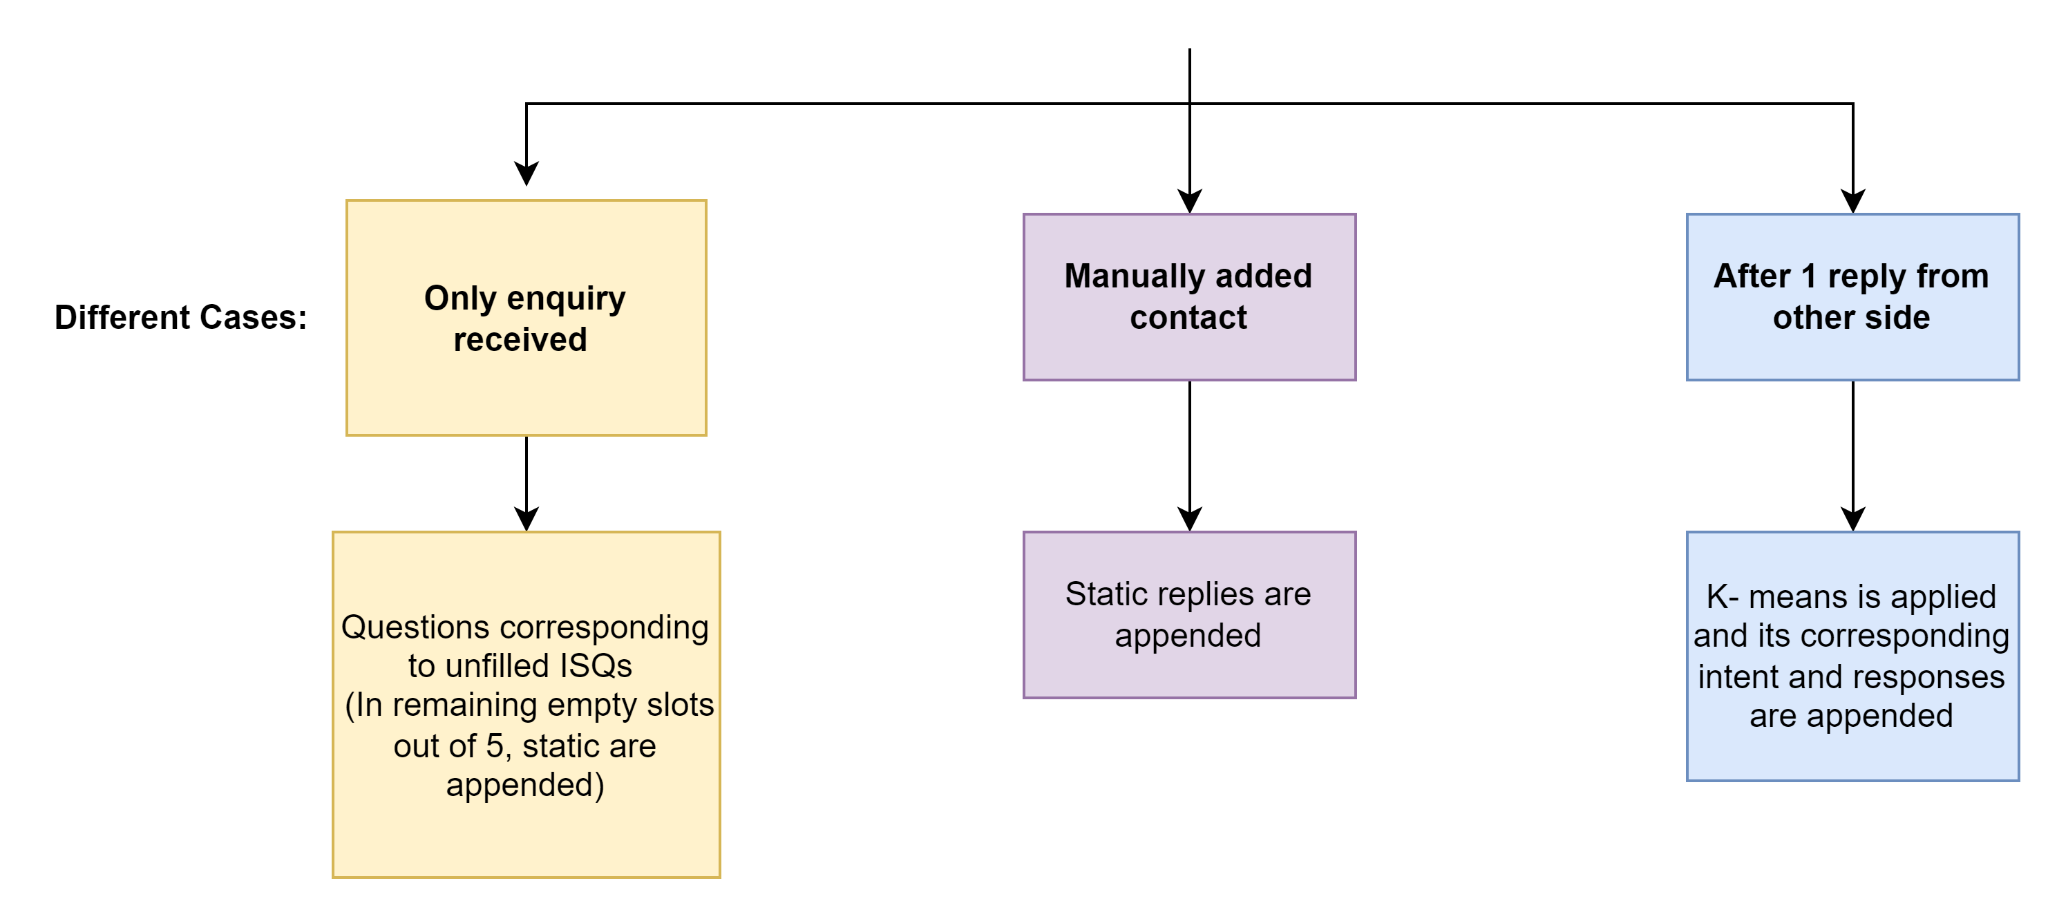 Different Cases:
Only enquiry
received
Manually added
contact
After 1 reply from
other side
Questions corresponding
to unfilled ISQs
(In remaining empty slots
out of 5, static are
appended)
Static replies are
appended
K- means is applied
and its corresponding
intent and responses
are appended